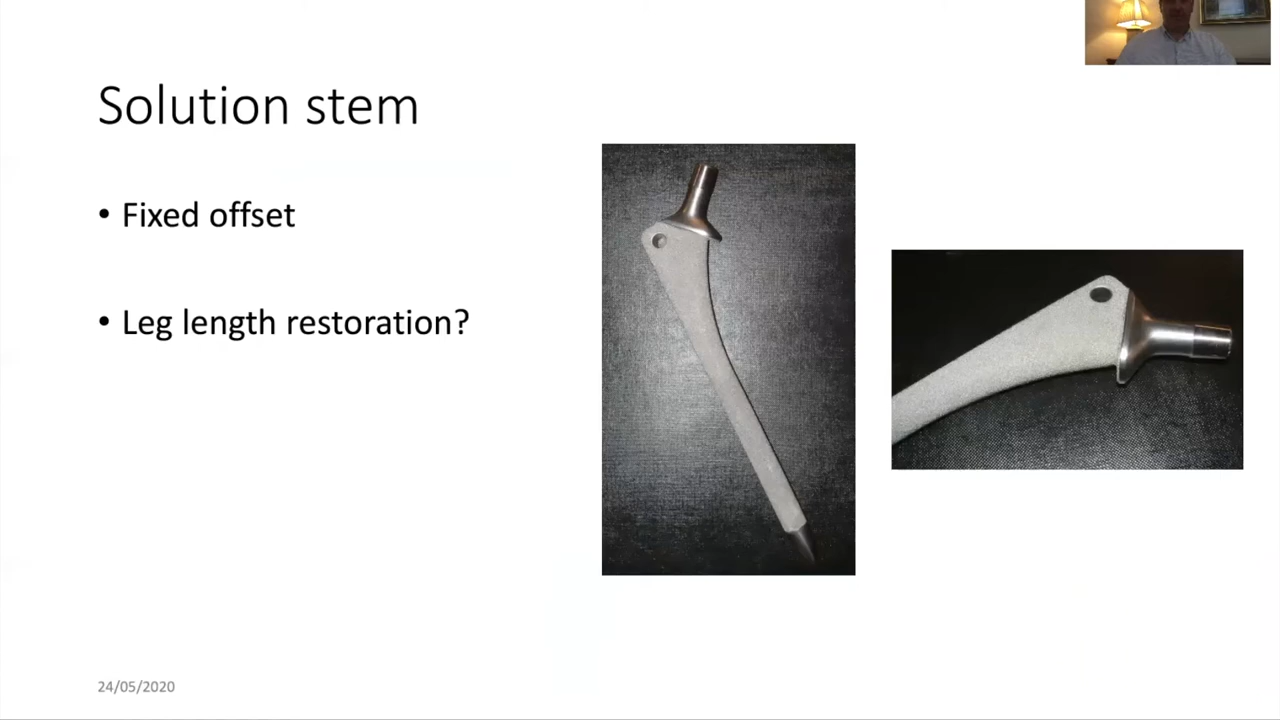 Solution stem
• Fixed offset
• Leg length restoration?
24/05/2020